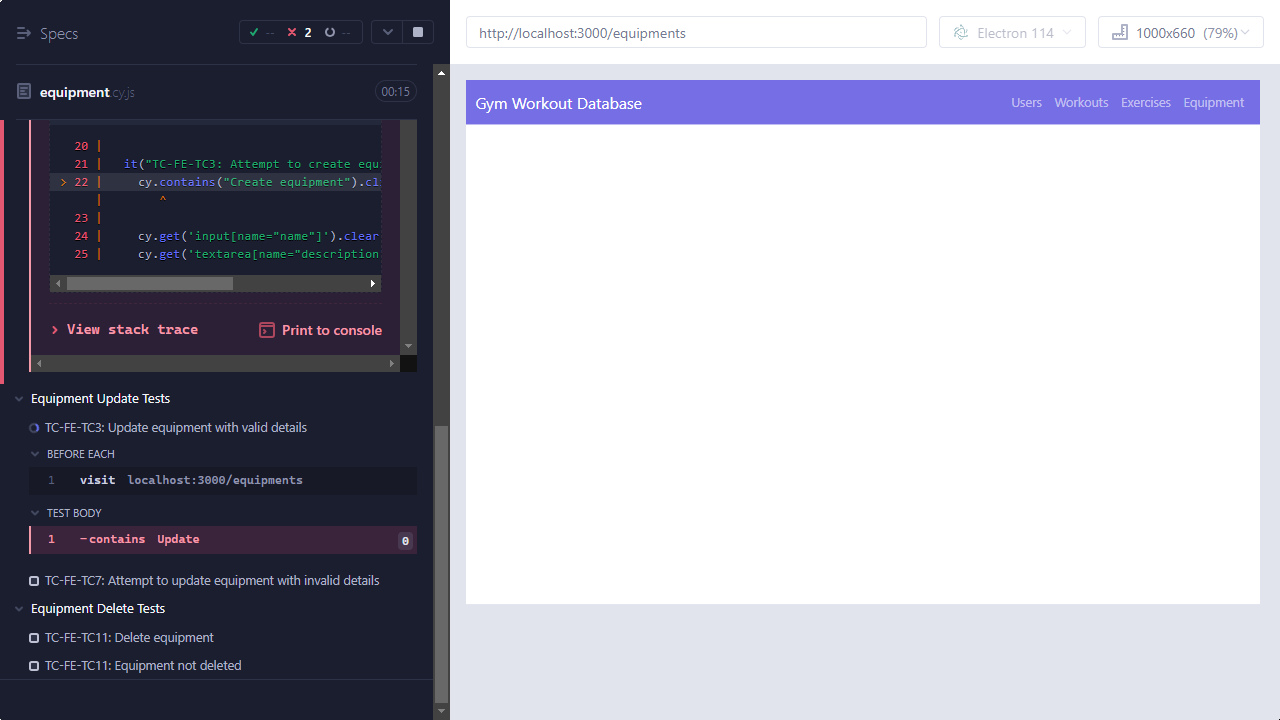 Specs
-- 2 --
equipment.cy.js
00:15
20 |
21 | it("TC-FE-TC3: Attempt to create equi
> 22 | cy.contains("Create equipment").cl
| ^
23 |
24 | cy.get('input[name="name"]').clear
25 | cy.get('textarea[name="description
View stack trace
Print to console
Equipment Update Tests
TC-FE-TC3: Update equipment with valid details
BEFORE EACH
1 visit localhost:3000/equipments
TEST BODY
1 -contains Update 0
TC-FE-TC7: Attempt to update equipment with invalid details
Equipment Delete Tests
TC-FE-TC11: Delete equipment
TC-FE-TC11: Equipment not deleted
http://localhost:3000/equipments
Electron 114
1000x660 (79%)
Gym Workout Database
Users Workouts Exercises Equipment